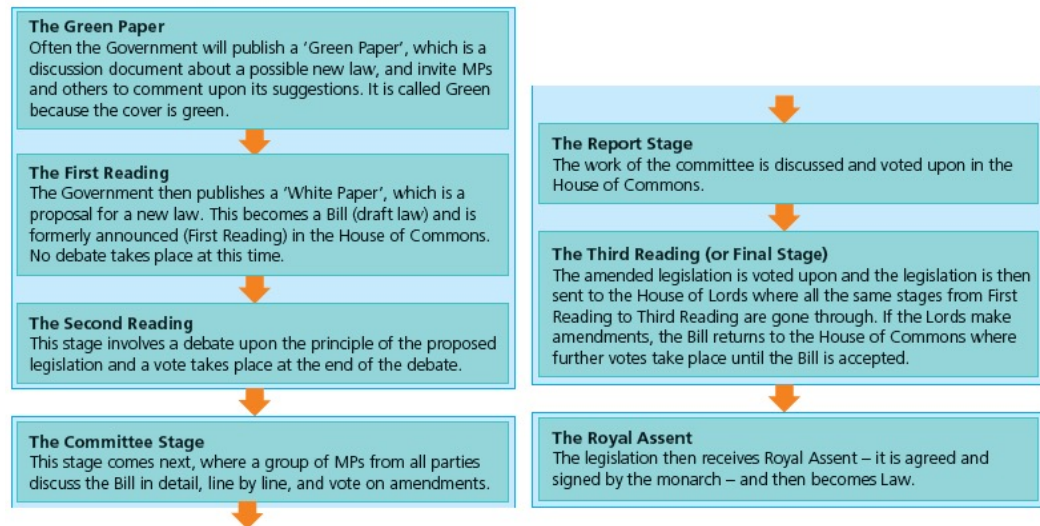 The Green Paper
Often the Government will publish a ‘Green Paper’, which is a
discussion document about a possible new law, and invite MPs
and others to comment upon its suggestions. It is called Green
because the cover is green.
The First Reading
The Government then publishes a ‘White Paper’, which is a
proposal for a new law. This becomes a Bill (draft law) and is
formerly announced (First Reading) in the House of Commons.
No debate takes place at this time.
The Second Reading
This stage involves a debate upon the principle of the proposed
legislation and a vote takes place at the end of the debate.
The Committee Stage
This stage comes next, where a group of MPs from all parties
discuss the Bill in detail, line by line, and vote on amendments.
The Report Stage
The work of the committee is discussed and voted upon in the
House of Commons.
The Third Reading (or Final Stage)
The amended legislation is voted upon and the legislation is then
sent to the House of Lords where all the same stages from First
Reading to Third Reading are gone through. If the Lords make
amendments, the Bill returns to the House of Commons where
further votes take place until the Bill is accepted.
The Royal Assent
The legislation then receives Royal Assent – it is agreed and
signed by the monarch – and then becomes Law.